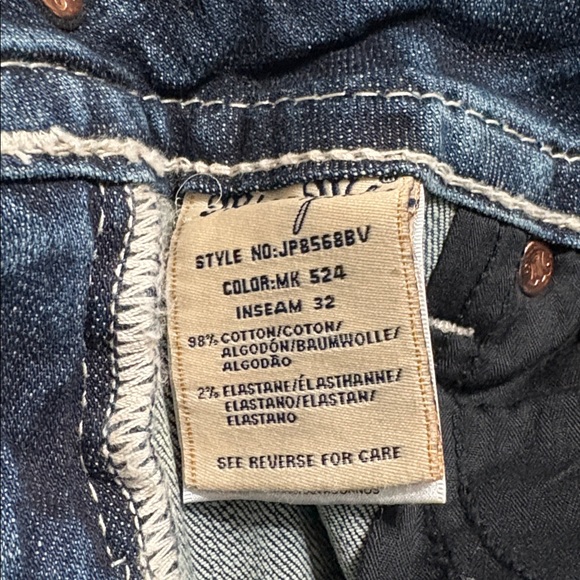 STYLE NO:JP8568BV
COLOR:MK 524
INSEAM 32
98% COTTON/COTON/
ALGODÓN/BAUMWOLLE/
ALGODÃO
2% ELASTANE/ÉLASTHANNE/
ELASTANO/ELASTAN/
ELASTANO
SEE REVERSE FOR CARE